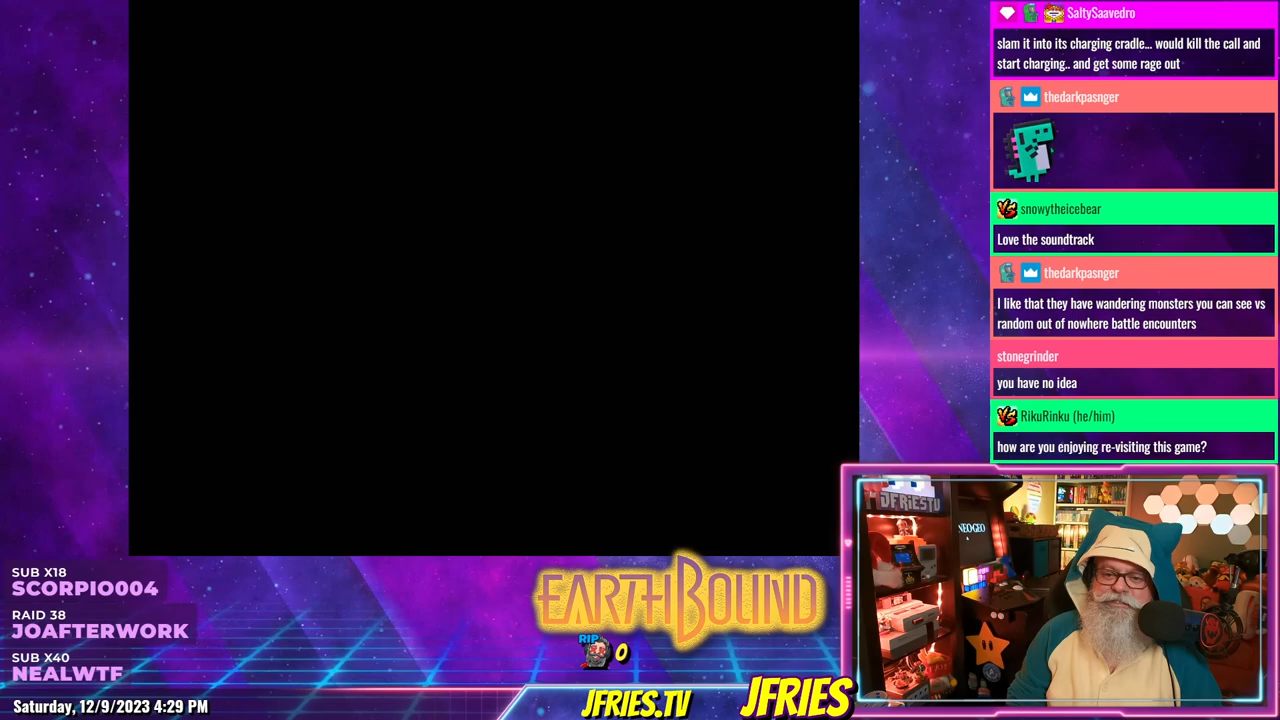 SaltySaavedro
slam it into its charging cradle... would kill the call and
start charging.. and get some rage out
thedarkpasnger
snowytheicebear
Love the soundtrack
thedarkpasnger
I like that they have wandering monsters you can see vs
random out of nowhere battle encounters
stonegrinder
you have no idea
RikuRinku (he/him)
how are you enjoying re-visiting this game?
JFRIESTV
NEO·GEO
SUB X18
SCORPIO004
RAID 38
JOAFTERWORK
SUB X40
NEALWTF
Saturday, 12/9/2023 4:29 PM
EARTHBOUND
RIP
0
JFRIES.TV
JFRIES